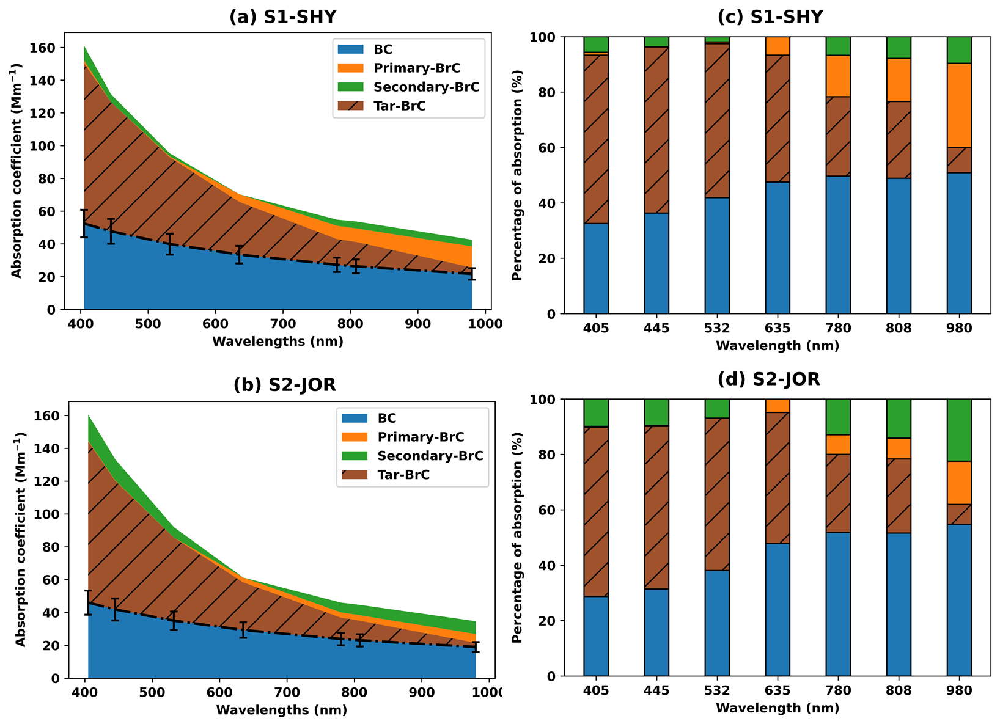 (a) S1-SHY
Absorption coefficient (Mm⁻¹)
160
140
120
100
80
60
40
20
0
BC
Primary-BrC
Secondary-BrC
Tar-BrC
400 500 600 700 800 900 1000
Wavelengths (nm)
(c) S1-SHY
Percentage of absorption (%)
100
80
60
40
20
0
405 445 532 635 780 808 980
Wavelength (nm)
(b) S2-JOR
Absorption coefficient (Mm⁻¹)
160
140
120
100
80
60
40
20
0
BC
Primary-BrC
Secondary-BrC
Tar-BrC
400 500 600 700 800 900 1000
Wavelengths (nm)
(d) S2-JOR
Percentage of absorption (%)
100
80
60
40
20
0
405 445 532 635 780 808 980
Wavelength (nm)